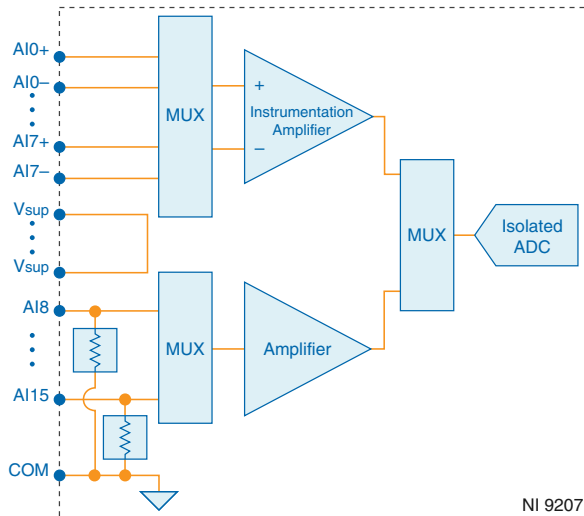 AI0+
AI0–
AI7+
AI7–
Vsup
Vsup
AI8
AI15
COM
MUX
+
–
Instrumentation
Amplifier
MUX
Amplifier
MUX
Isolated
ADC
NI 9207